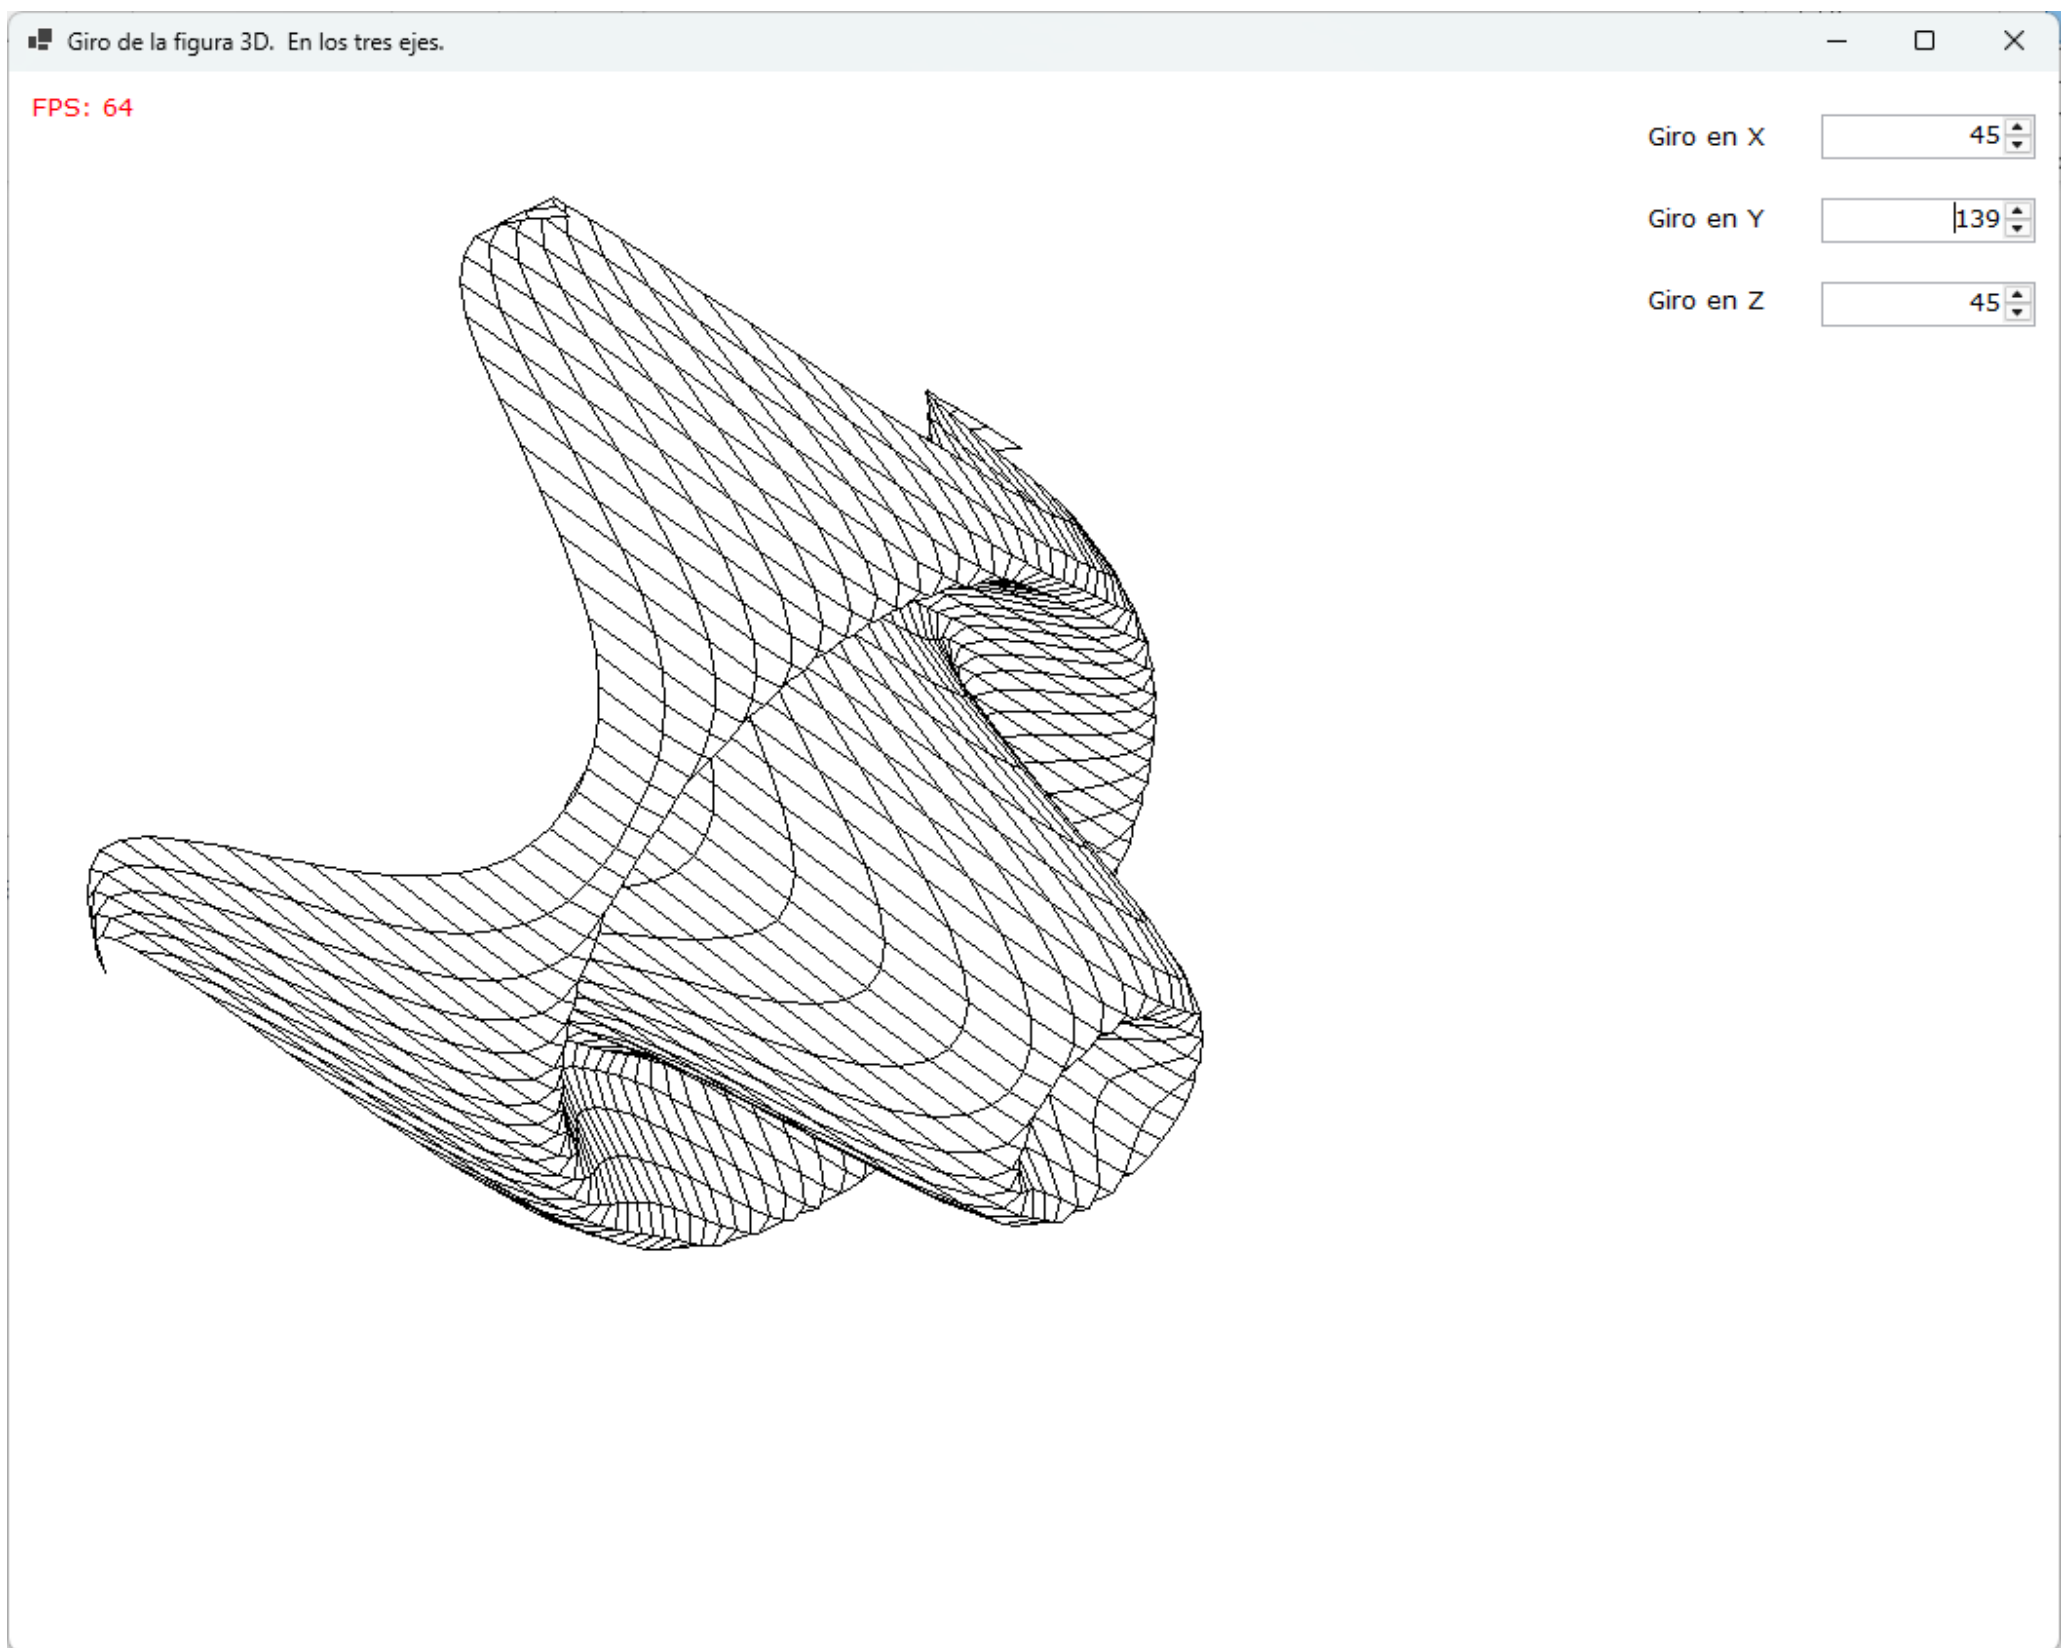 Giro de la figura 3D.  En los tres ejes.
FPS: 64
Giro en X 45
Giro en Y 139
Giro en Z 45